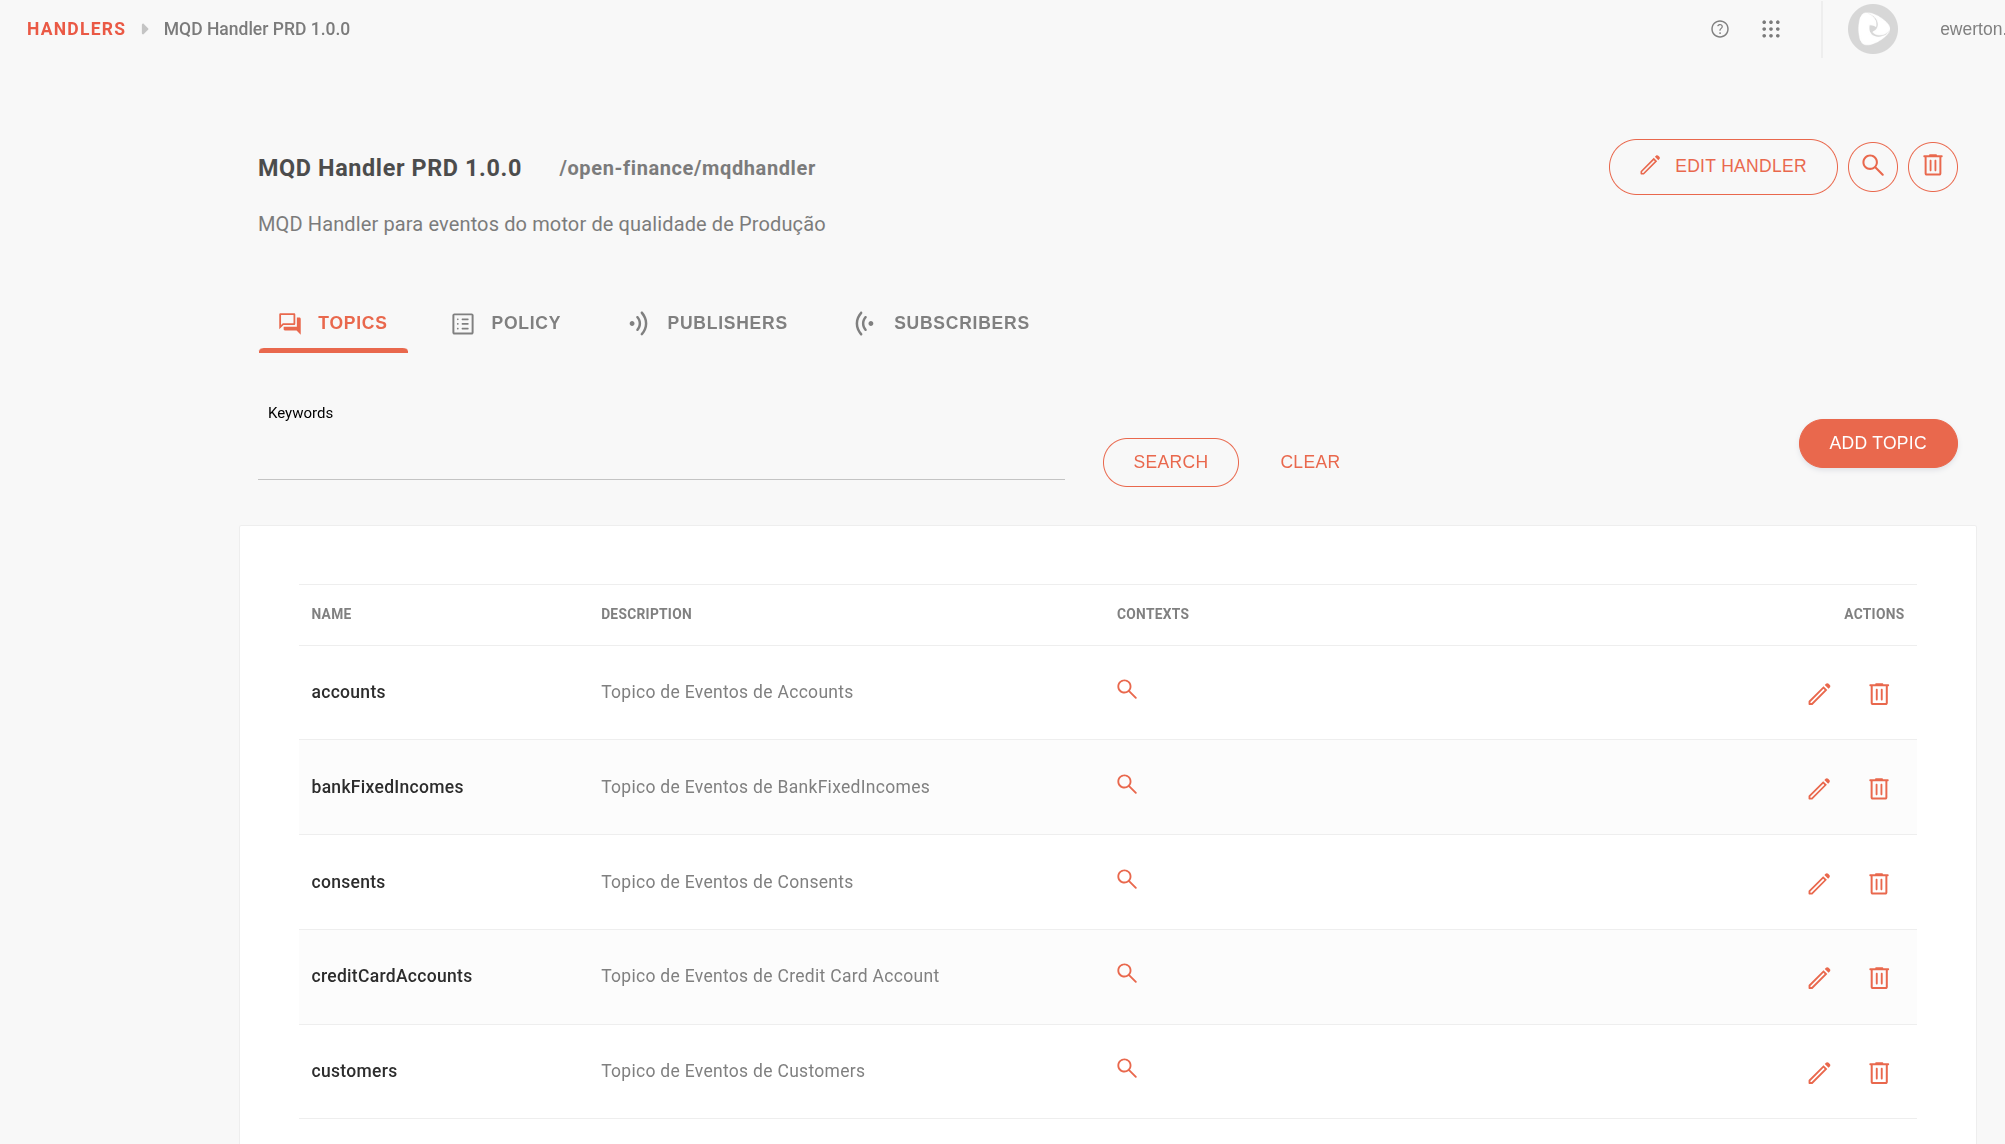 HANDLERS MQD Handler PRD 1.0.0
ewerton.
MQD Handler PRD 1.0.0 /open-finance/mqdhandler
EDIT HANDLER
MQD Handler para eventos do motor de qualidade de Produção
TOPICS POLICY PUBLISHERS SUBSCRIBERS
Keywords
SEARCH CLEAR ADD TOPIC
NAME DESCRIPTION CONTEXTS ACTIONS
accounts Topico de Eventos de Accounts
bankFixedIncomes Topico de Eventos de BankFixedIncomes
consents Topico de Eventos de Consents
creditCardAccounts Topico de Eventos de Credit Card Account
customers Topico de Eventos de Customers